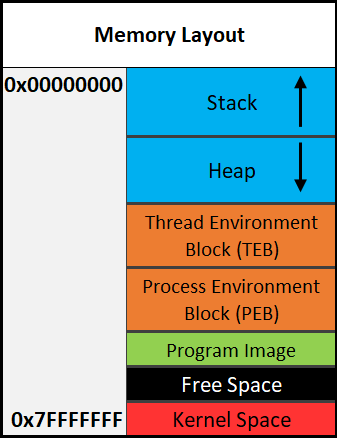 Memory Layout
0x00000000
Stack
Heap
Thread Environment
Block (TEB)
Process Environment
Block (PEB)
Program Image
Free Space
0x7FFFFFFF
Kernel Space